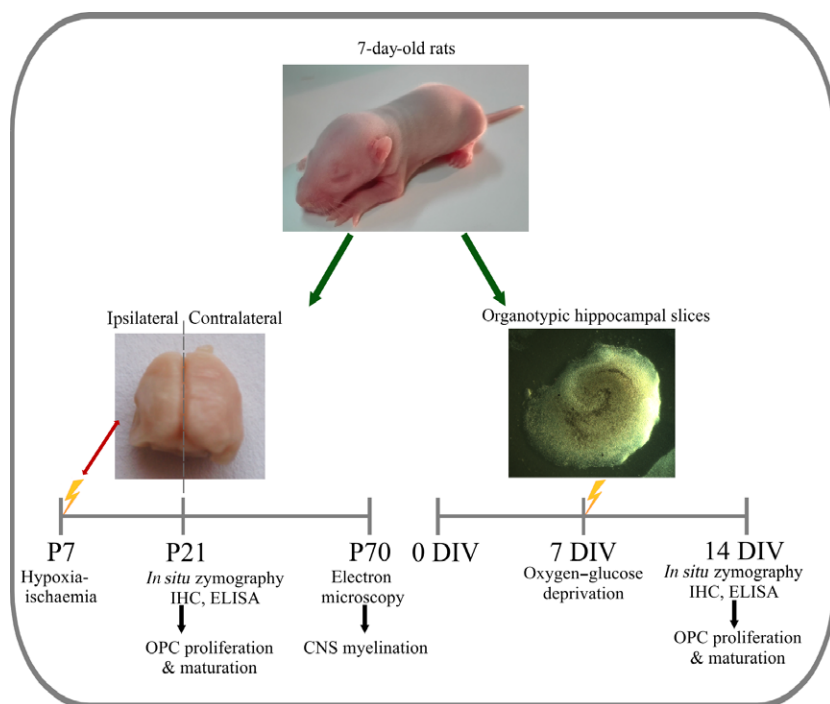 7-day-old rats
Ipsilateral Contralateral
Organotypic hippocampal slices
P7
Hypoxia-
ischaemia
P21
In situ zymography
IHC, ELISA
OPC proliferation
& maturation
P70
Electron
microscopy
CNS myelination
0 DIV
7 DIV
Oxygen–glucose
deprivation
14 DIV
In situ zymography
IHC, ELISA
OPC proliferation
& maturation